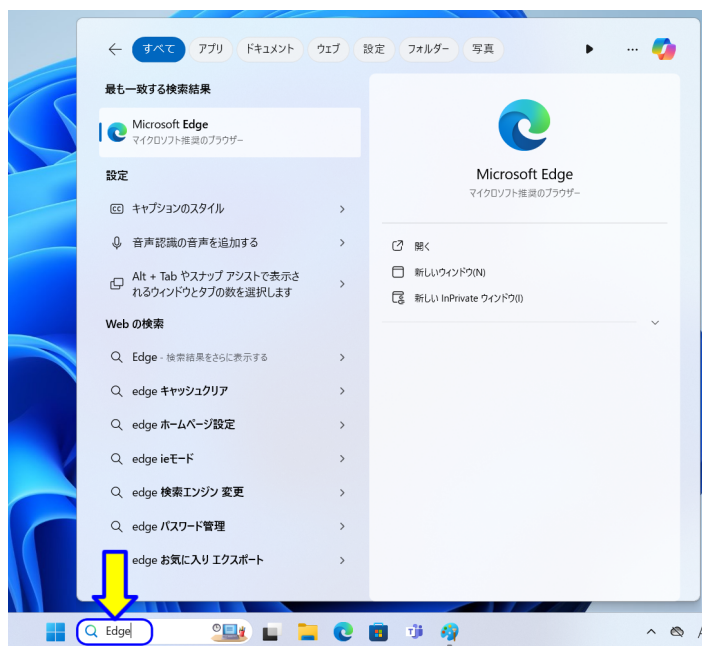 すべて アプリ ドキュメント ウェブ 設定 フォルダー 写真
最も一致する検索結果
Microsoft Edge
マイクロソフト推奨のブラウザー
設定
キャプションのスタイル
音声認識の音声を追加する
Alt + Tab やスナップ アシストで表示さ
れるウィンドウとタブの数を選択します
Web の検索
Edge - 検索結果をさらに表示する
edge キャッシュクリア
edge ホームページ設定
edge ieモード
edge 検索エンジン 変更
edge パスワード管理
edge お気に入り エクスポート
Microsoft Edge
マイクロソフト推奨のブラウザー
開く
新しいウィンドウ(N)
新しい InPrivate ウィンドウ(I)
Edge